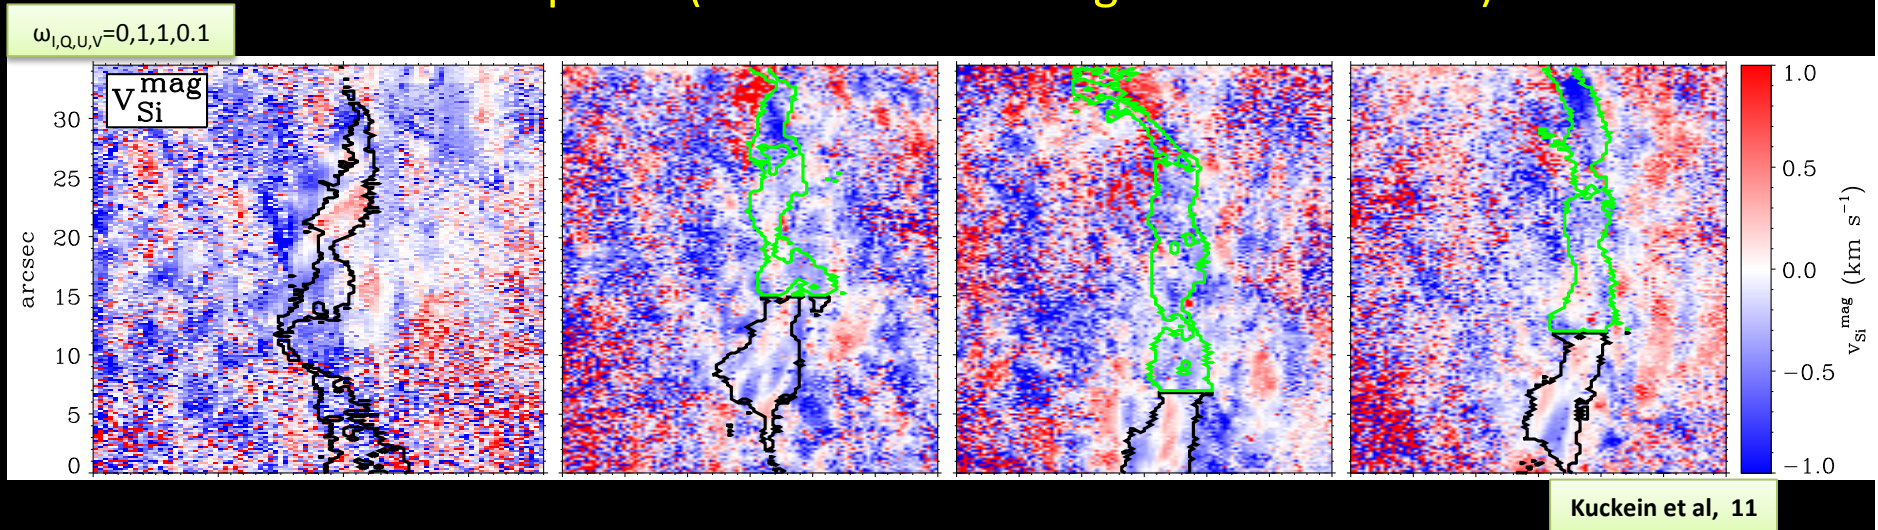 ωI,Q,U,V=0,1,1,0.1
V Si mag
arcsec
30
25
20
15
10
5
0
1.0
0.5
0.0
−0.5
−1.0
v Si mag (km s−1)
Kuckein et al, 11